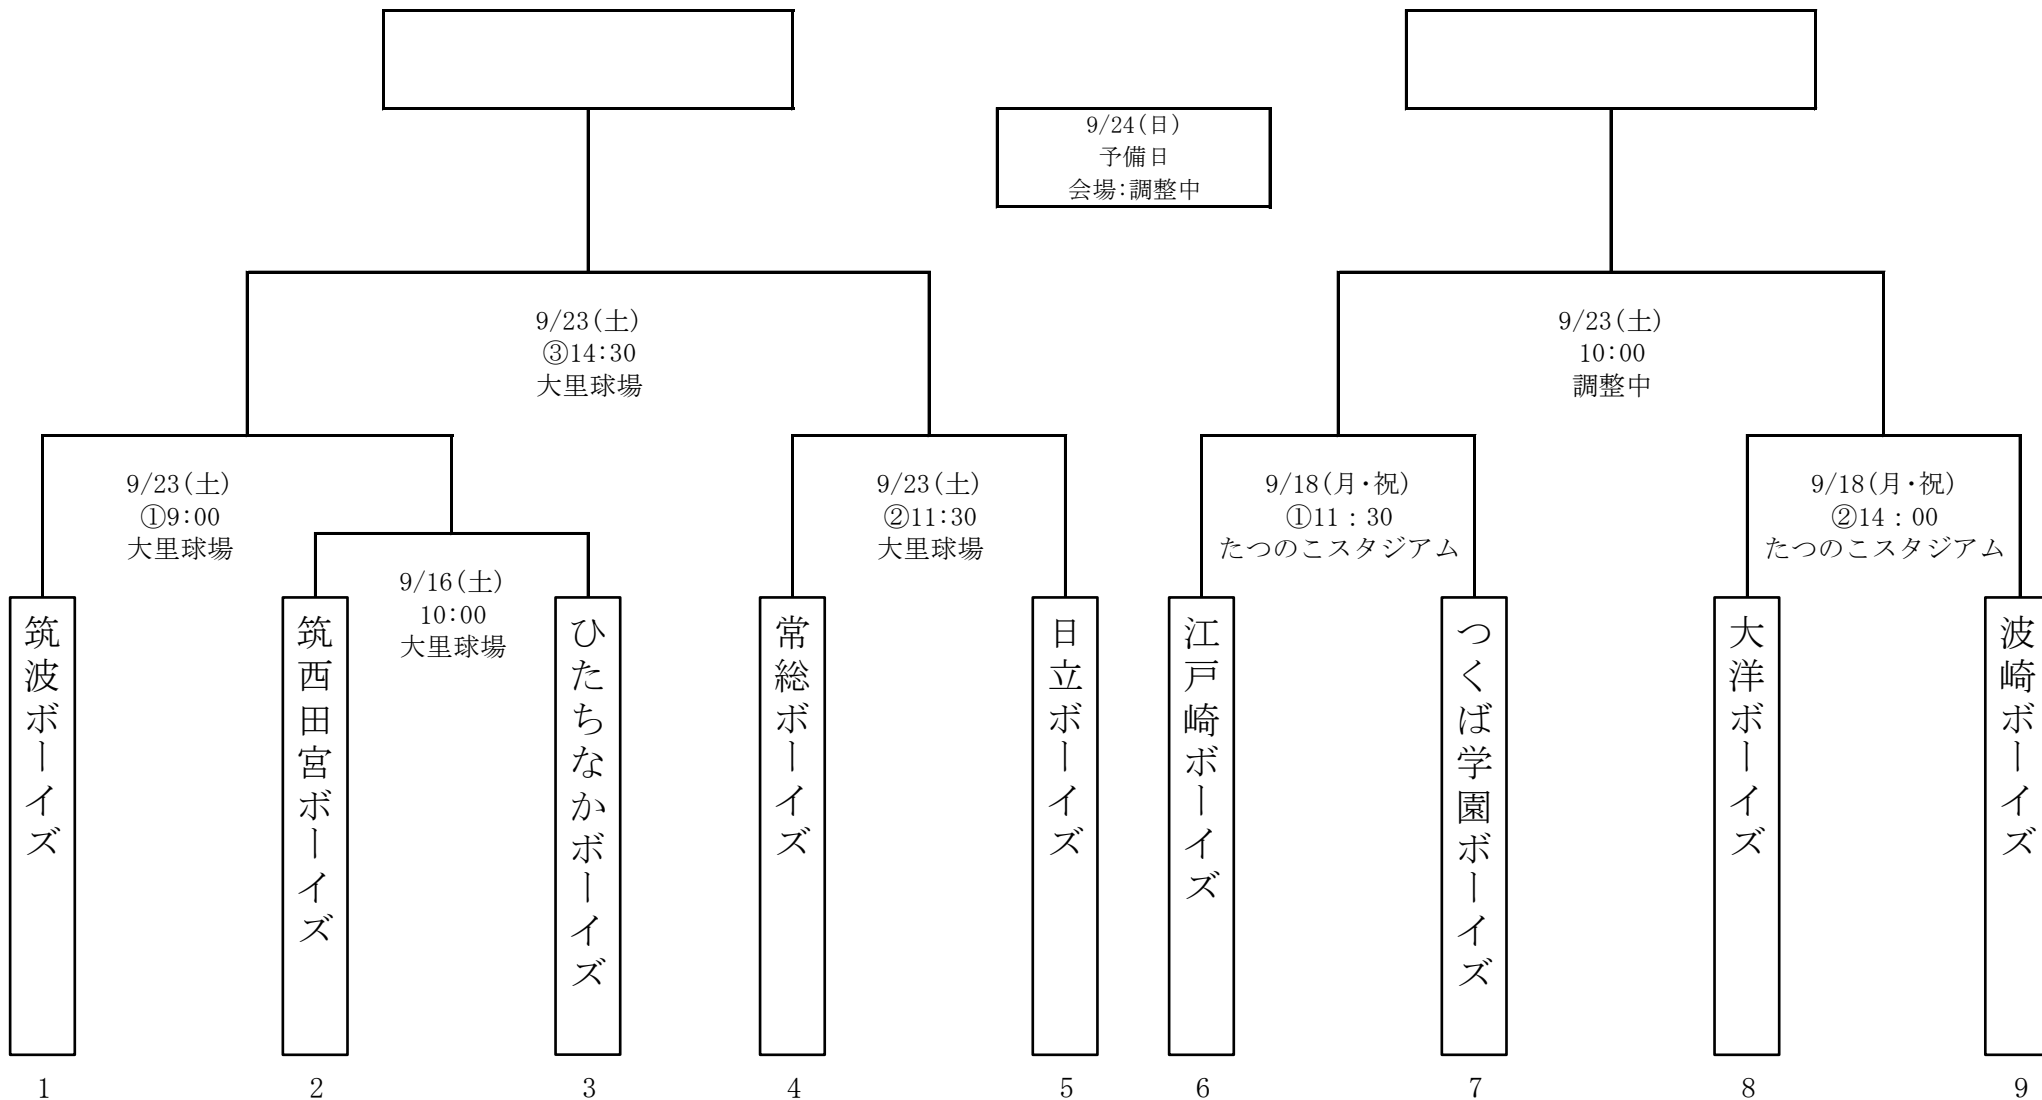 9/24(日)
予備日
会場:調整中
9/23(土)
③14:30
大里球場
9/23(土)
10:00
調整中
9/23(土)
①9:00
大里球場
9/16(土)
10:00
大里球場
9/23(土)
②11:30
大里球場
9/18(月・祝)
①11：30
たつのこスタジアム
9/18(月・祝)
②14：00
たつのこスタジアム
筑波ボーイズ
筑西田宮ボーイズ
ひたちなかボーイズ
常総ボーイズ
日立ボーイズ
江戸崎ボーイズ
つくば学園ボーイズ
大洋ボーイズ
波崎ボーイズ
1 2 3 4 5 6 7 8 9